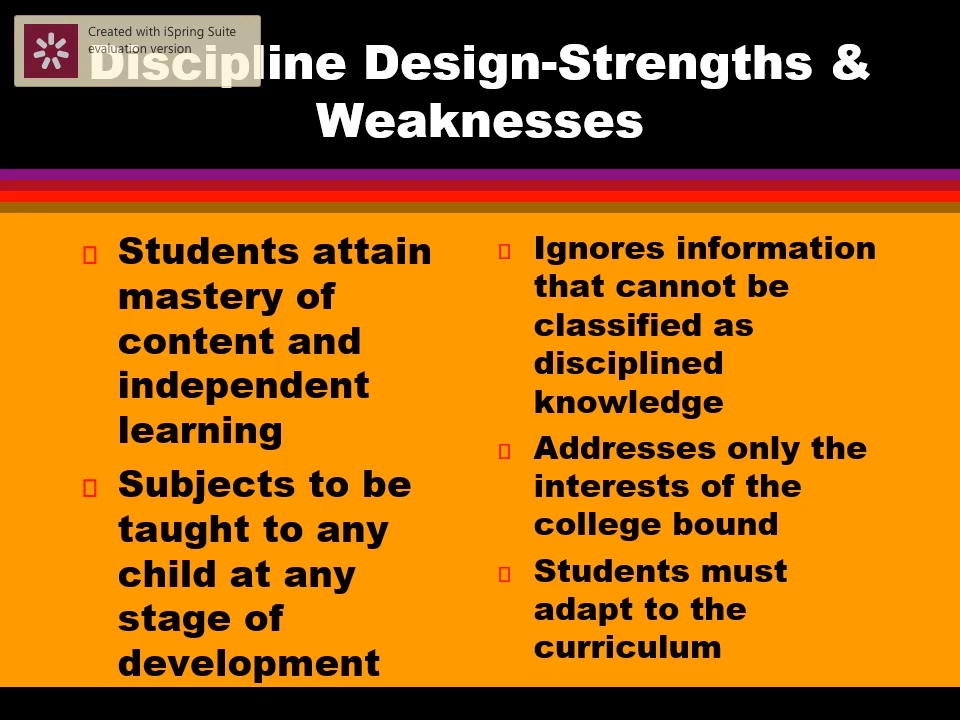 Created with iSpring Suite
evaluation version
Discipline Design-Strengths &
Weaknesses
Students attain
mastery of
content and
independent
learning
Subjects to be
taught to any
child at any
stage of
development
Ignores information
that cannot be
classified as
disciplined
knowledge
Addresses only the
interests of the
college bound
Students must
adapt to the
curriculum